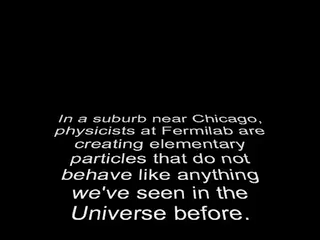 In a suburb near Chicago,
physicists at Fermilab are
creating elementary
particles that do not
behave like anything
we've seen in the
Universe before.